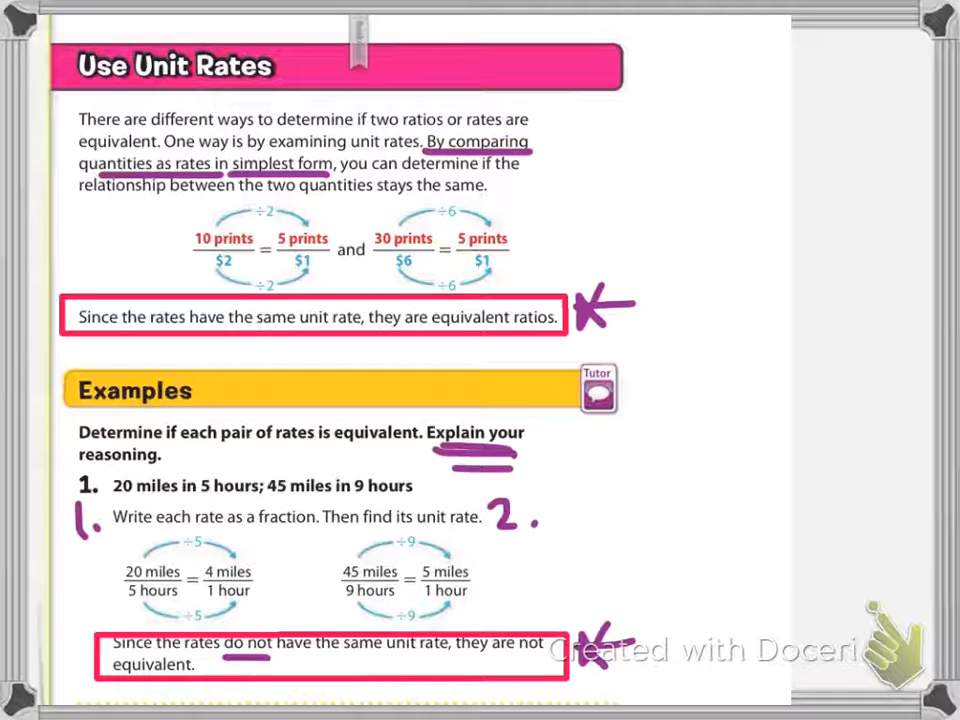 Use Unit Rates
There are different ways to determine if two ratios or rates are
equivalent. One way is by examining unit rates. By comparing
quantities as rates in simplest form, you can determine if the
relationship between the two quantities stays the same.
÷2 ÷6
10 prints = 5 prints and 30 prints = 5 prints
$2 $1 $6 $1
÷2 ÷6
Since the rates have the same unit rate, they are equivalent ratios.
Examples
Tutor
Determine if each pair of rates is equivalent. Explain your
reasoning.
1. 20 miles in 5 hours; 45 miles in 9 hours
1. Write each rate as a fraction. Then find its unit rate. 2.
÷5 ÷9
20 miles = 4 miles 45 miles = 5 miles
5 hours 1 hour 9 hours 1 hour
÷5 ÷9
Since the rates do not have the same unit rate, they are not
equivalent.
Created with Doceri